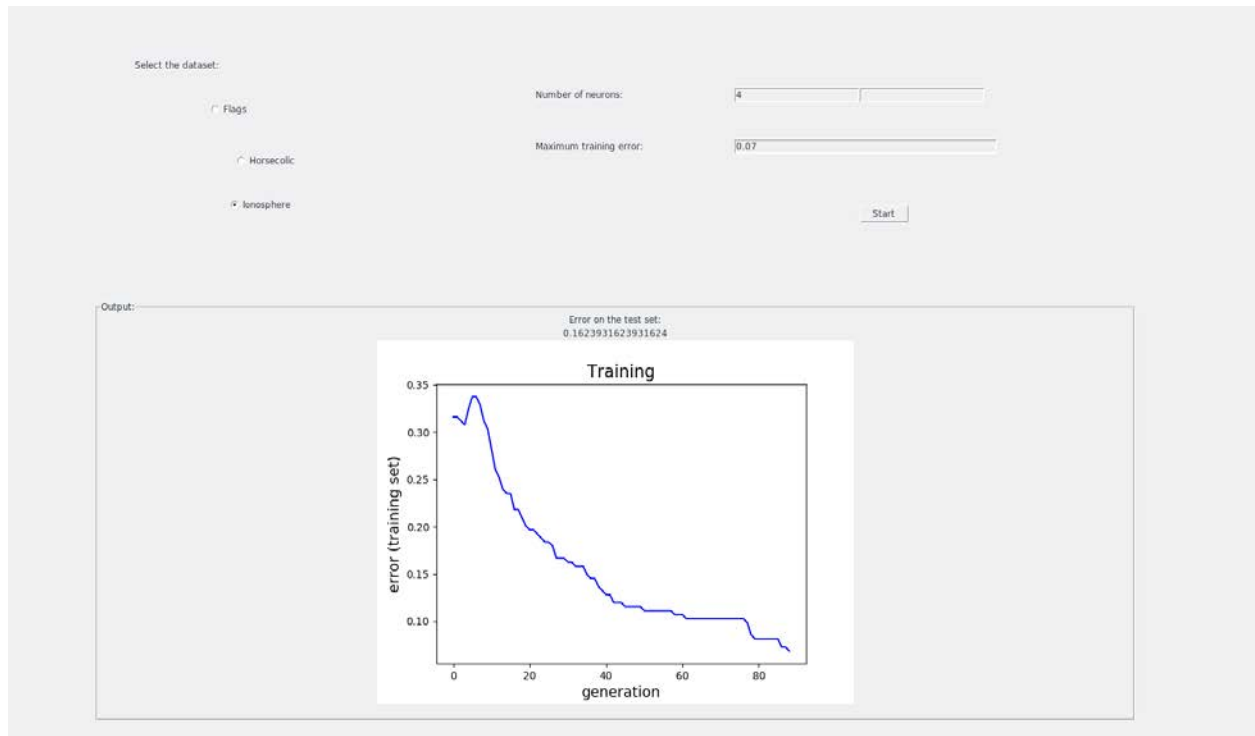 Select the dataset:
Flags
Horsecolic
Ionosphere
Number of neurons:
4
Maximum training error:
0.07
Start
Output:
Error on the test set:
0.1623931623931624
Training
0.35
0.30
0.25
0.20
0.15
0.10
error (training set)
0 20 40 60 80
generation